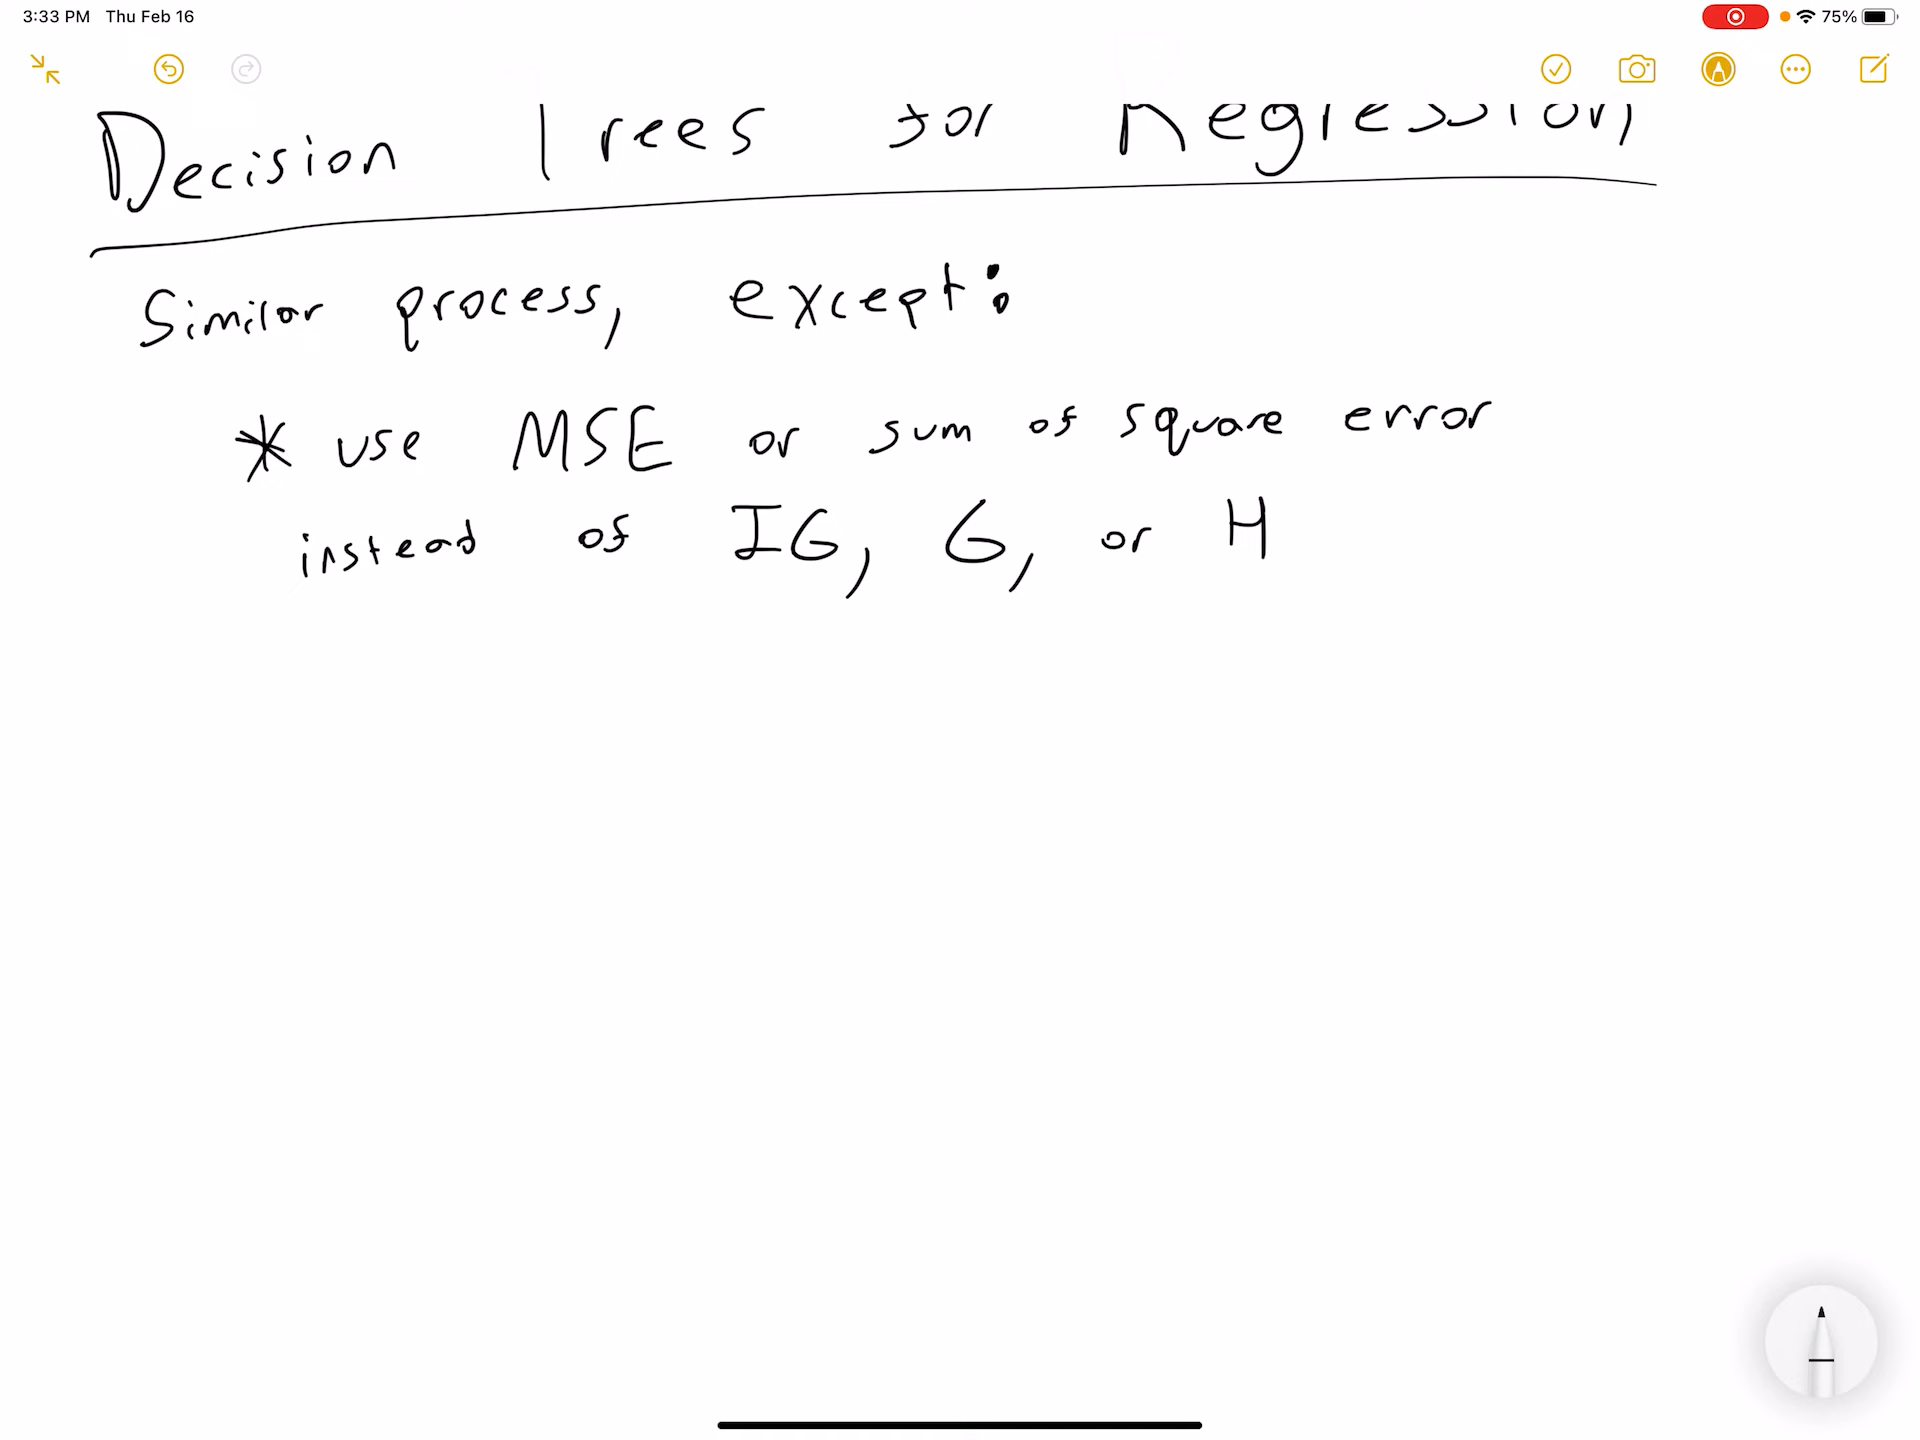 3:33 PM Thu Feb 16
75%
Decision Trees for Regression
Similar process, except:
* use MSE or sum of square error
instead of IG, G, or H